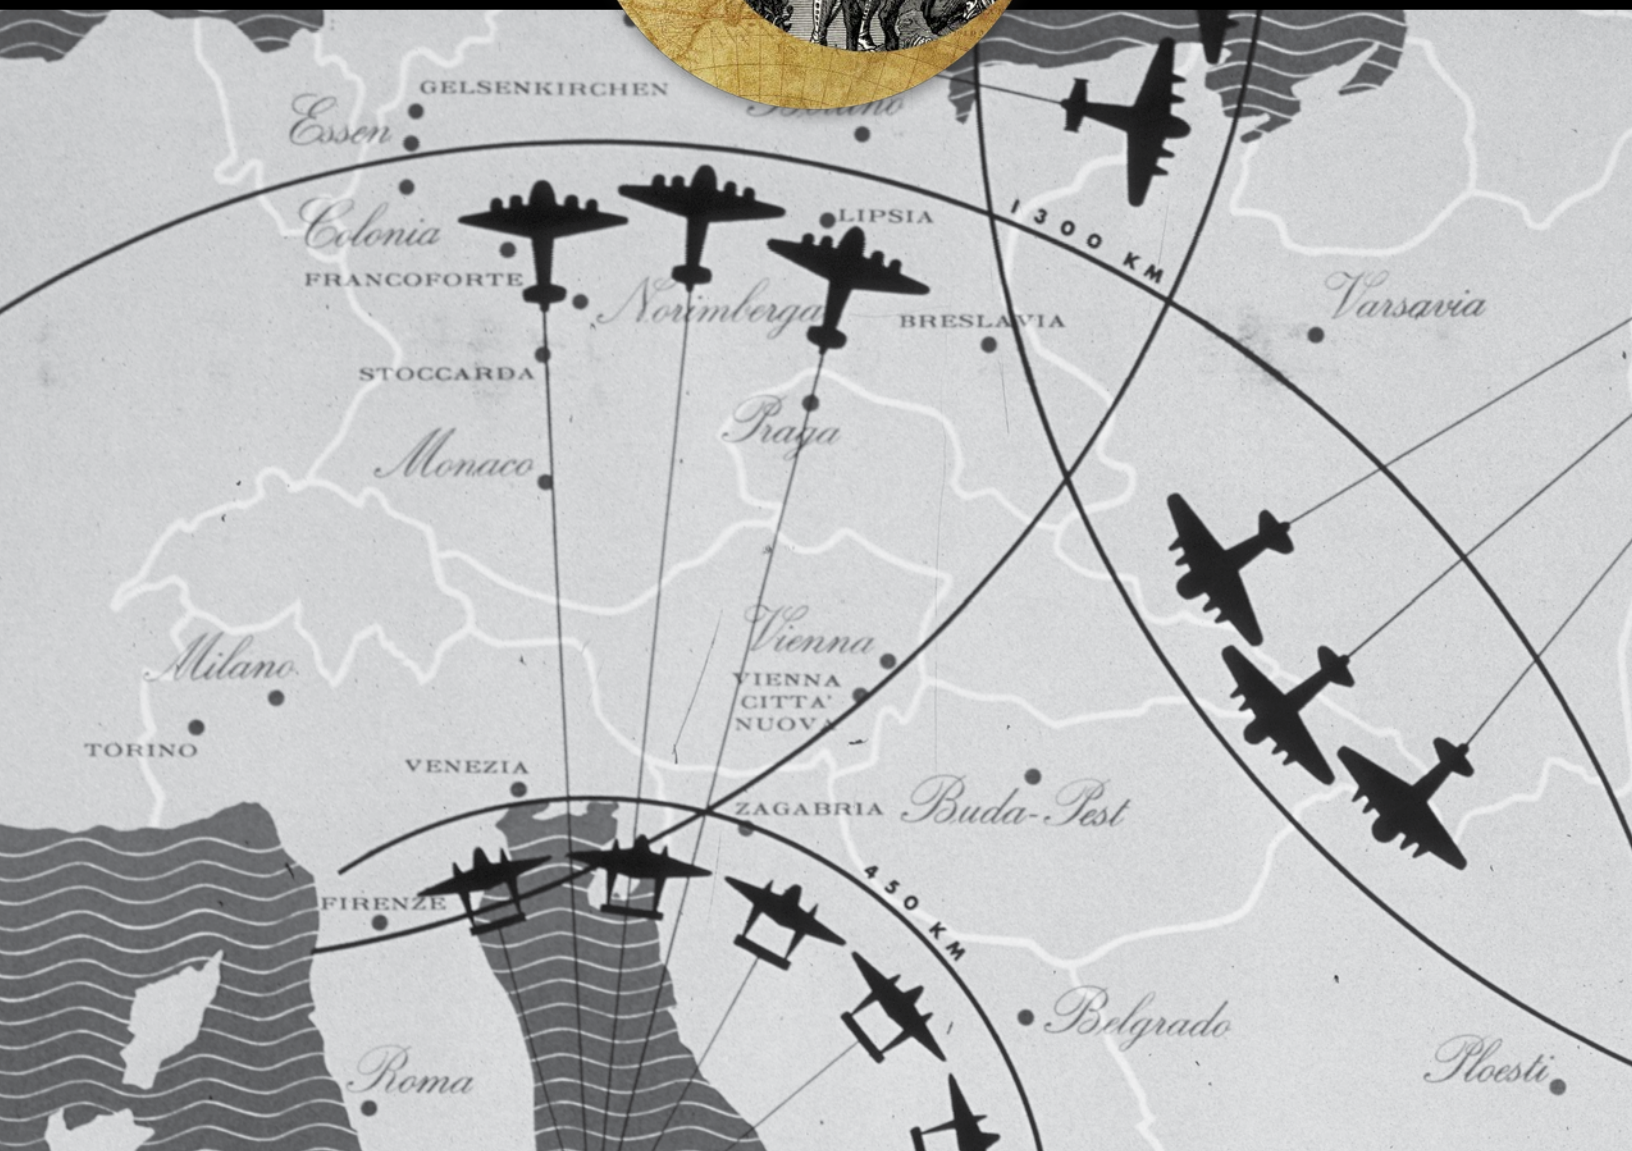 GELSENKIRCHEN
Essen
Colonia
LIPSIA
1300 KM
FRANCOFORTE
Norimberga
BRESLAVIA
Varsavia
STOCCARDA
Praga
Monaco
Vienna
VIENNA
CITTA'
NUOVA
Milano
TORINO
VENEZIA
ZAGABRIA
Buda-Pest
450 KM
FIRENZE
Belgrado
Roma
Ploesti